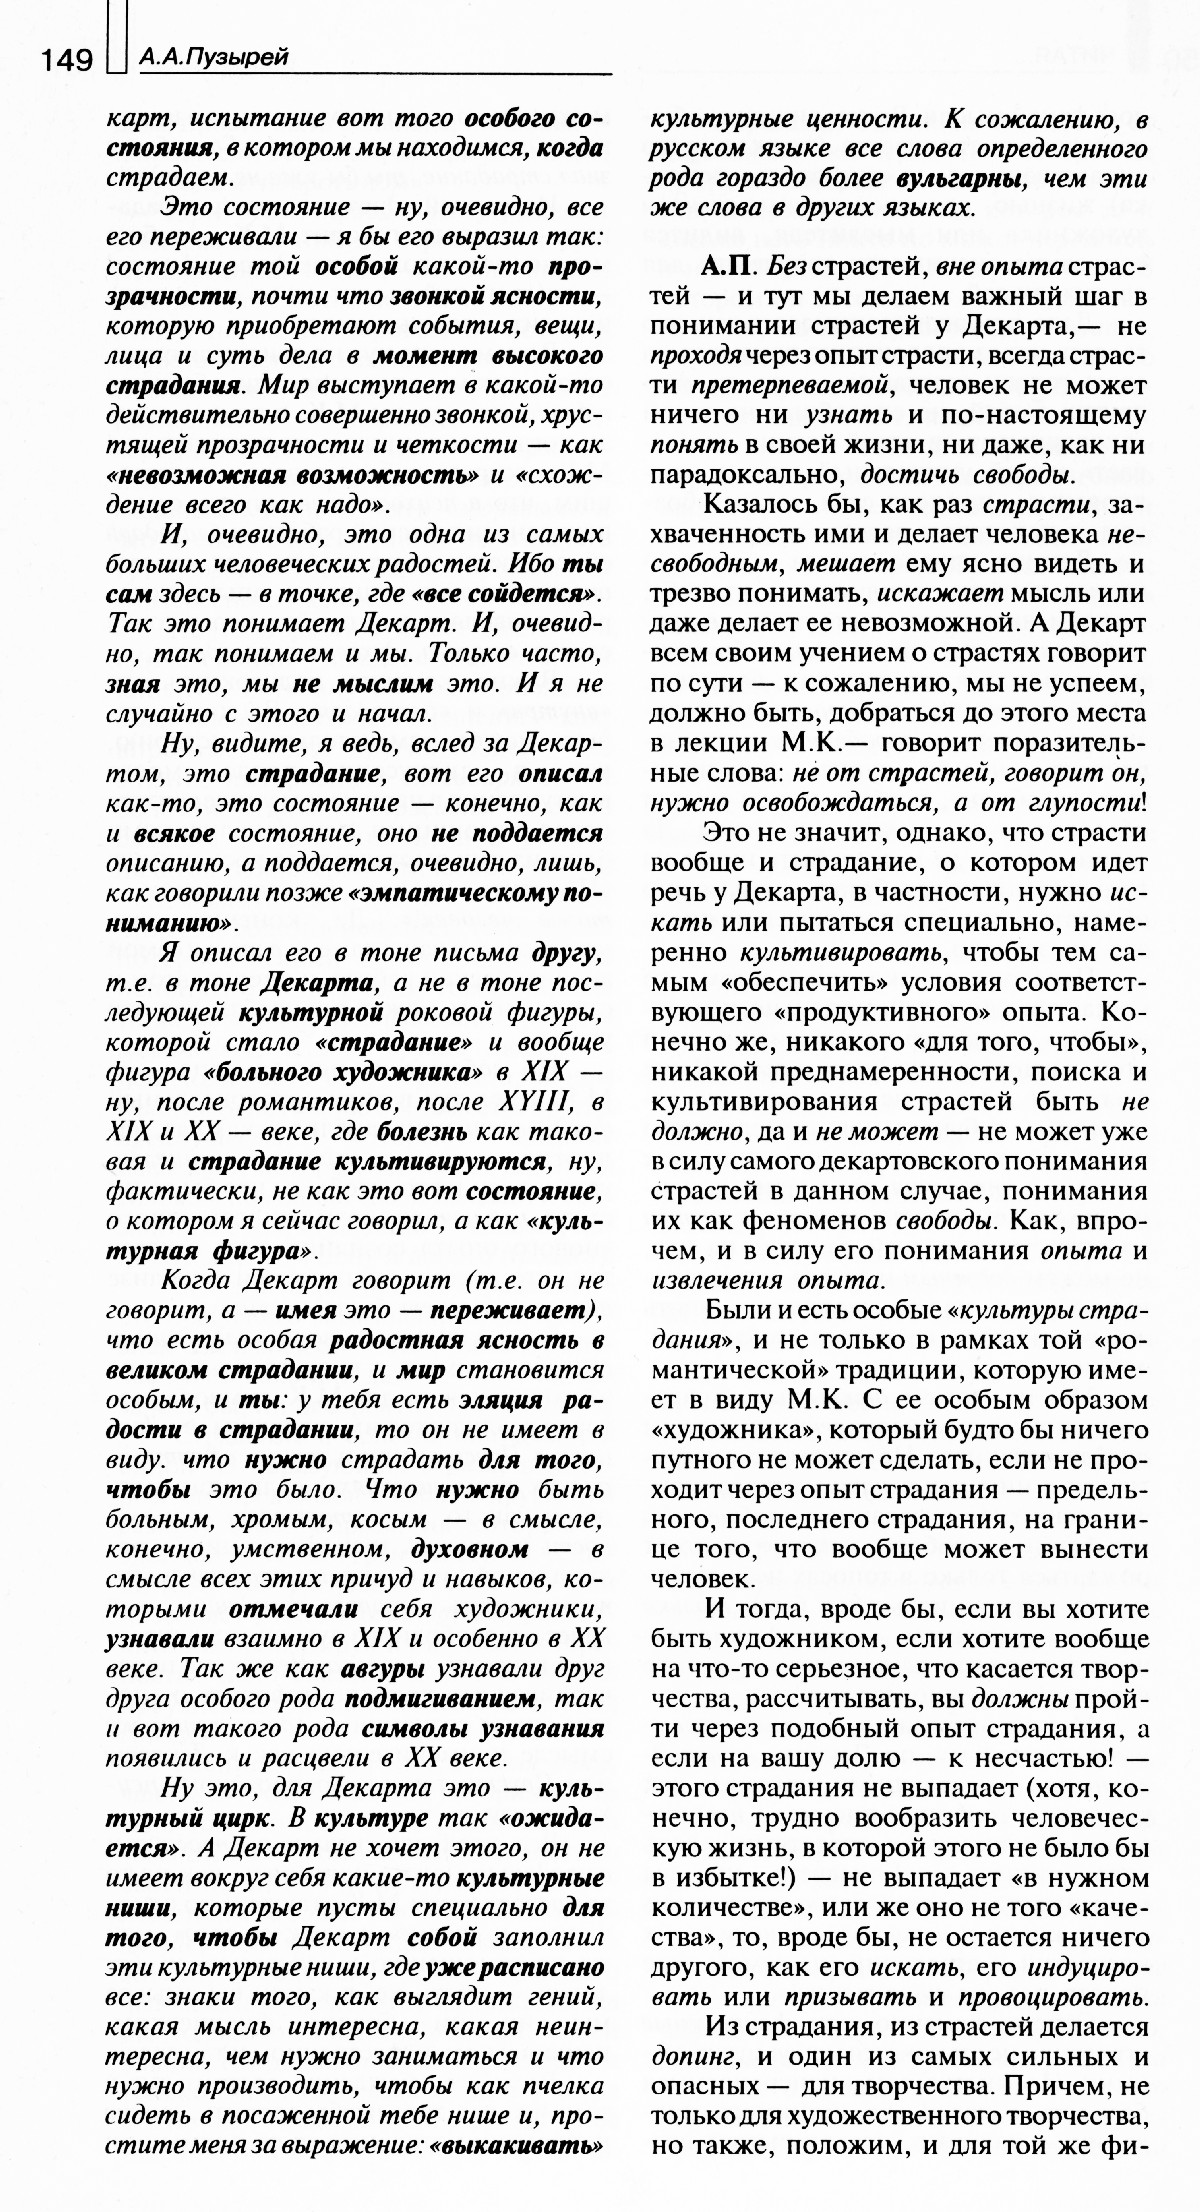 149
А.А.Пузырей
карт, испытание вот того особого со-
стояния, в котором мы находимся, когда
страдаем.
Это состояние — ну, очевидно, все
его переживали — я бы его выразил так:
состояние той особой какой-то про-
зрачности, почти что звонкой ясности,
которую приобретают события, вещи,
лица и суть дела в момент высокого
страдания. Мир выступает в какой-то
действительно совершенно звонкой, хрус-
тящей прозрачности и четкости — как
«невозможная возможность» и «схож-
дение всего как надо».
И, очевидно, это одна из самых
больших человеческих радостей. Ибо ты
сам здесь — в точке, где «все сойдется».
Так это понимает Декарт. И, очевид-
но, так понимаем и мы. Только часто,
зная это, мы не мыслим это. И я не
случайно с этого и начал.
Ну, видите, я ведь, вслед за Декар-
том, это страдание, вот его описал
как-то, это состояние — конечно, как
и всякое состояние, оно не поддается
описанию, а поддается, очевидно, лишь,
как говорили позже «эмпатическому по-
ниманию».
Я описал его в тоне письма другу,
т.е. в тоне Декарта, а не в тоне пос-
ледующей культурной роковой фигуры,
которой стало «страдание» и вообще
фигура «больного художника» в XIX —
ну, после романтиков, после XYIII, в
XIX и XX — веке, где болезнь как тако-
вая и страдание культивируются, ну,
фактически, не как это вот состояние,
о котором я сейчас говорил, а как «куль-
турная фигура».
Когда Декарт говорит (т.е. он не
говорит, а — имея это — переживает),
что есть особая радостная ясность в
великом страдании, и мир становится
особым, и ты: у тебя есть эляция ра-
дости в страдании, то он не имеет в
виду. что нужно страдать для того,
чтобы это было. Что нужно быть
больным, хромым, косым — в смысле,
конечно, умственном, духовном — в
смысле всех этих причуд и навыков, ко-
торыми отмечали себя художники,
узнавали взаимно в XIX и особенно в XX
веке. Так же как авгуры узнавали друг
друга особого рода подмигиванием, так
и вот такого рода символы узнавания
появились и расцвели в XX веке.
Ну это, для Декарта это — куль-
турный цирк. В культуре так «ожида-
ется». А Декарт не хочет этого, он не
имеет вокруг себя какие-то культурные
ниши, которые пусты специально для
того, чтобы Декарт собой заполнил
эти культурные ниши, где уже расписано
все: знаки того, как выглядит гений,
какая мысль интересна, какая неин-
тересна, чем нужно заниматься и что
нужно производить, чтобы как пчелка
сидеть в посаженной тебе нише и, про-
стите меня за выражение: «выкакивать»
культурные ценности. К сожалению, в
русском языке все слова определенного
рода гораздо более вульгарны, чем эти
же слова в других языках.
А.П. Без страстей, вне опыта страс-
тей — и тут мы делаем важный шаг в
понимании страстей у Декарта,— не
проходя через опыт страсти, всегда страс-
ти претерпеваемой, человек не может
ничего ни узнать и по-настоящему
понять в своей жизни, ни даже, как ни
парадоксально, достичь свободы.
Казалось бы, как раз страсти, за-
хваченность ими и делает человека не-
свободным, мешает ему ясно видеть и
трезво понимать, искажает мысль или
даже делает ее невозможной. А Декарт
всем своим учением о страстях говорит
по сути — к сожалению, мы не успеем,
должно быть, добраться до этого места
в лекции М.К.— говорит поразитель-
ные слова: не от страстей, говорит он,
нужно освобождаться, а от глупости!
Это не значит, однако, что страсти
вообще и страдание, о котором идет
речь у Декарта, в частности, нужно ис-
кать или пытаться специально, наме-
ренно культивировать, чтобы тем са-
мым «обеспечить» условия соответст-
вующего «продуктивного» опыта. Ко-
нечно же, никакого «для того, чтобы»,
никакой преднамеренности, поиска и
культивирования страстей быть не
должно, да и не может — не может уже
в силу самого декартовского понимания
страстей в данном случае, понимания
их как феноменов свободы. Как, впро-
чем, и в силу его понимания опыта и
извлечения опыта.
Были и есть особые «культуры стра-
дания», и не только в рамках той «ро-
мантической» традиции, которую име-
ет в виду М.К. С ее особым образом
«художника», который будто бы ничего
путного не может сделать, если не про-
ходит через опыт страдания — предель-
ного, последнего страдания, на грани-
це того, что вообще может вынести
человек.
И тогда, вроде бы, если вы хотите
быть художником, если хотите вообще
на что-то серьезное, что касается твор-
чества, рассчитывать, вы должны прой-
ти через подобный опыт страдания, а
если на вашу долю — к несчастью! —
этого страдания не выпадает (хотя, ко-
нечно, трудно вообразить человечес-
кую жизнь, в которой этого не было бы
в избытке!) — не выпадает «в нужном
количестве», или же оно не того «каче-
ства», то, вроде бы, не остается ничего
другого, как его искать, его индуциро-
вать или призывать и провоцировать.
Из страдания, из страстей делается
допинг, и один из самых сильных и
опасных — для творчества. Причем, не
только для художественного творчества,
но также, положим, и для той же фи-